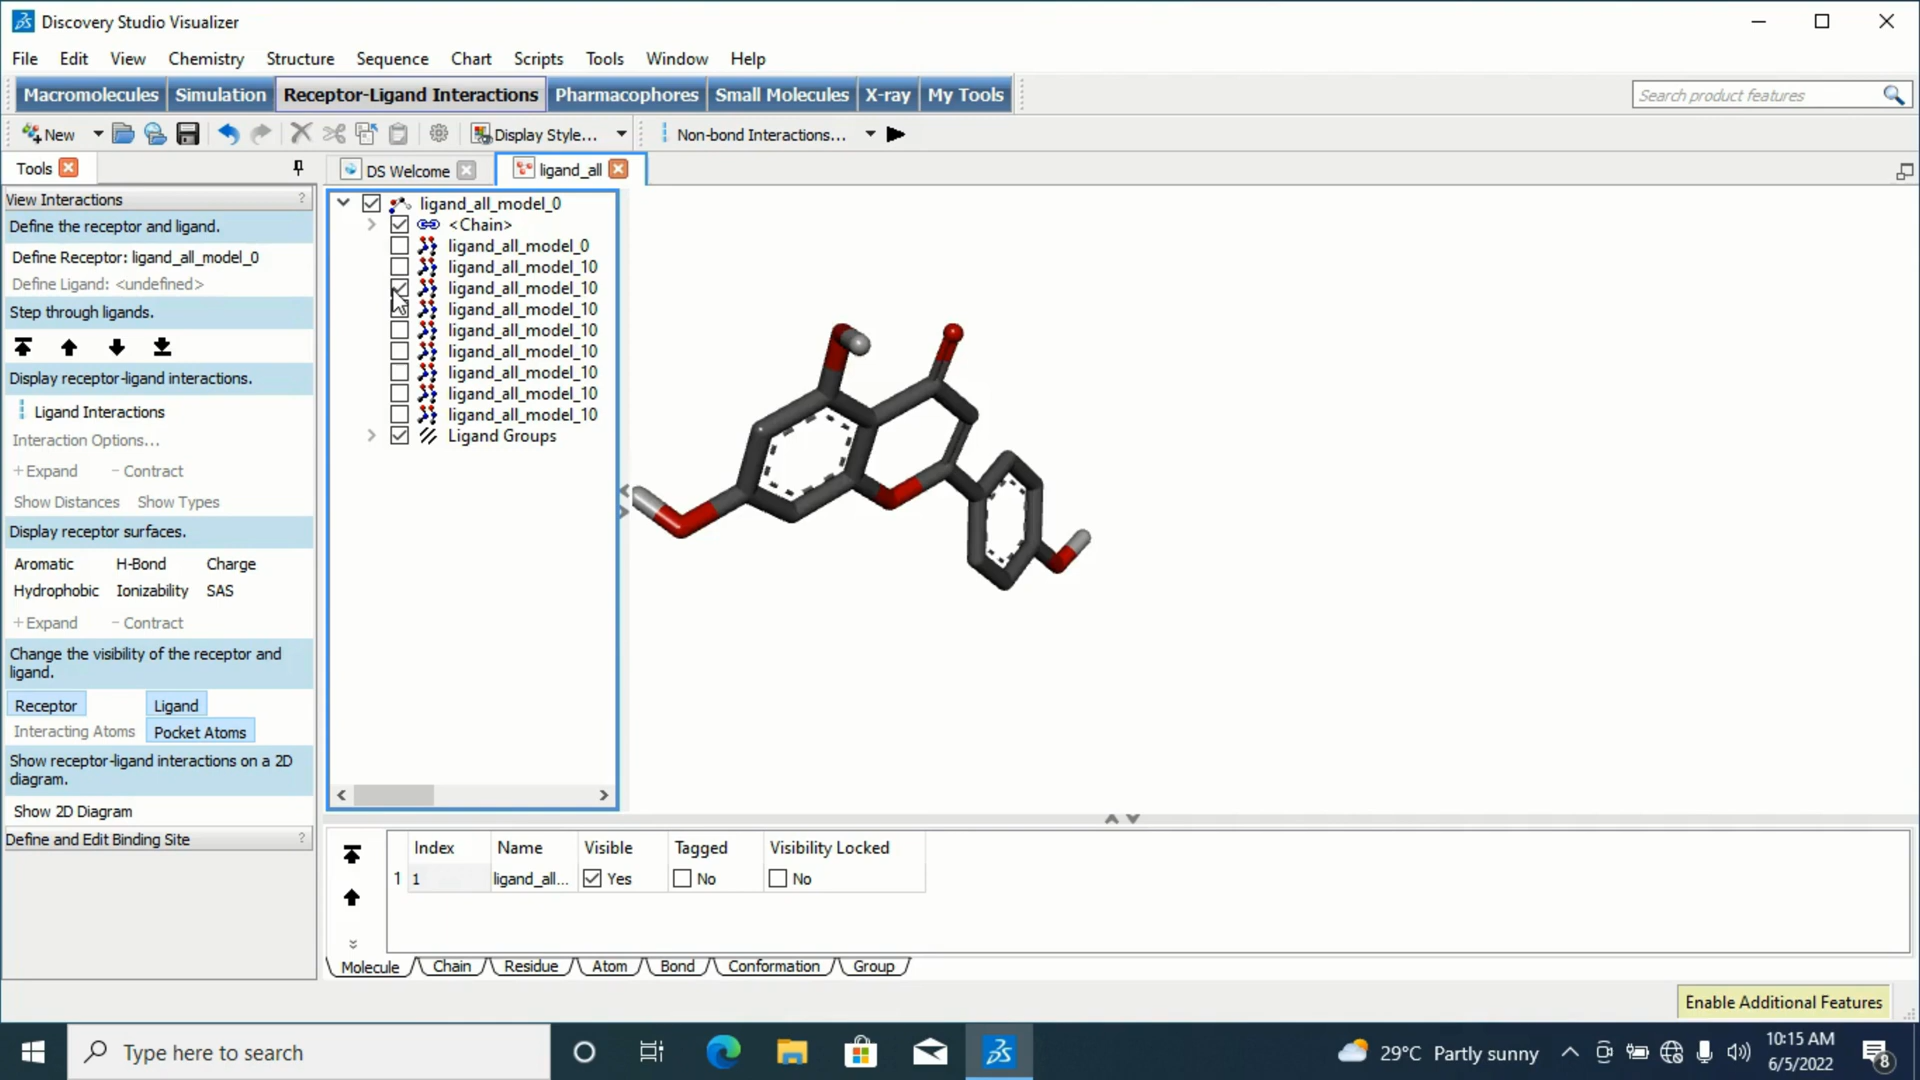 Discovery Studio Visualizer
File Edit View Chemistry Structure Sequence Chart Scripts Tools Window Help
Macromolecules Simulation Receptor-Ligand Interactions Pharmacophores Small Molecules X-ray My Tools
Search product features
New Display Style... Non-bond Interactions...
Tools
DS Welcome ligand_all
View Interactions ?
Define the receptor and ligand.
Define Receptor: ligand_all_model_0
Define Ligand: <undefined>
Step through ligands.
Display receptor-ligand interactions.
Ligand Interactions
Interaction Options...
+Expand - Contract
Show Distances Show Types
Display receptor surfaces.
Aromatic H-Bond Charge
Hydrophobic Ionizability SAS
+Expand - Contract
Change the visibility of the receptor and
ligand.
Receptor Ligand
Interacting Atoms Pocket Atoms
Show receptor-ligand interactions on a 2D
diagram.
Show 2D Diagram
Define and Edit Binding Site ?
ligand_all_model_0
<Chain>
ligand_all_model_0
ligand_all_model_10
ligand_all_model_10
ligand_all_model_10
ligand_all_model_10
ligand_all_model_10
ligand_all_model_10
ligand_all_model_10
ligand_all_model_10
Ligand Groups
Index Name Visible Tagged Visibility Locked
1 1 ligand_all... Yes No No
Molecule Chain Residue Atom Bond Conformation Group
Enable Additional Features
Type here to search
29°C Partly sunny
10:15 AM
6/5/2022
8